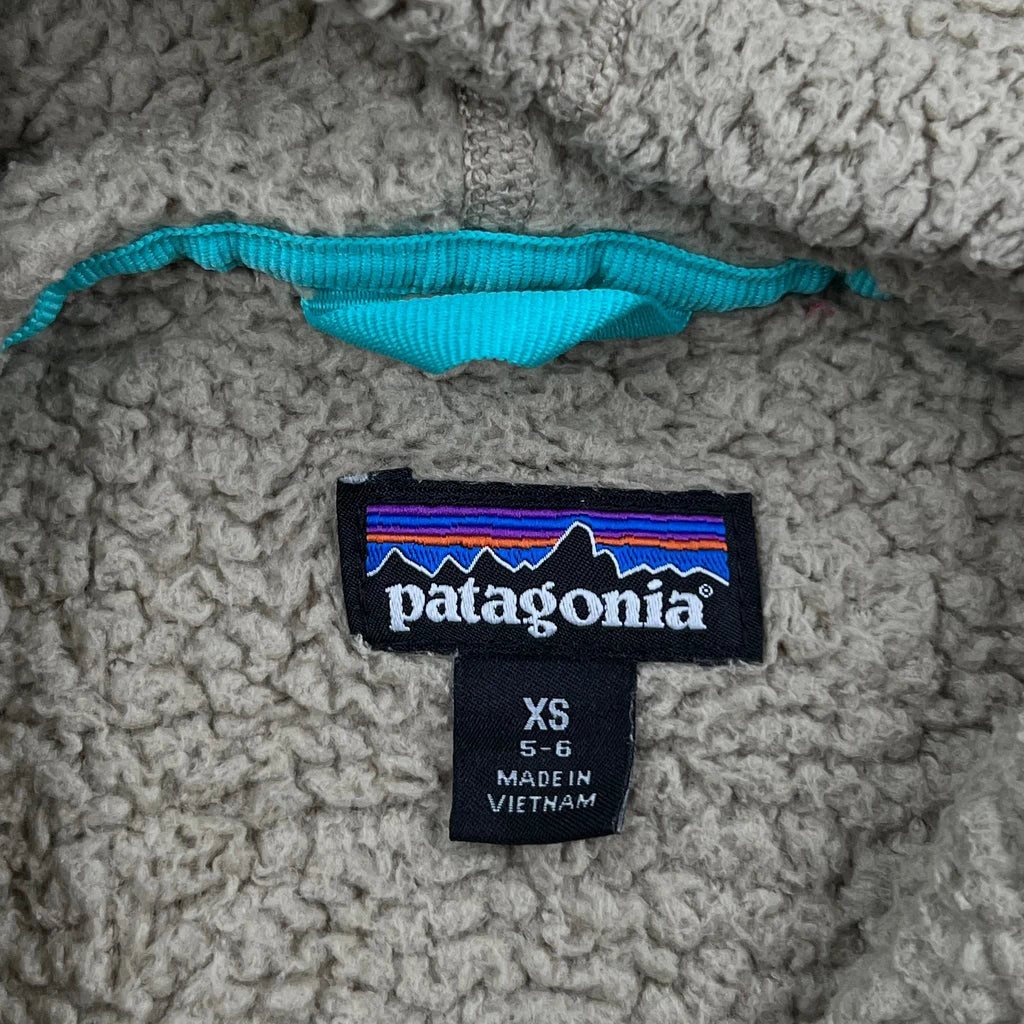 patagonia®
XS
5-6
MADE IN
VIETNAM